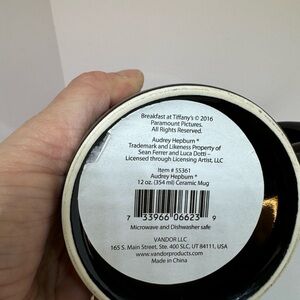 Breakfast at Tiffany's © 2016
Paramount Pictures.
All Rights Reserved.
Audrey Hepburn ®
Trademark and Likeness Property of
Sean Ferrer and Luca Dotti –
Licensed through Licensing Artist, LLC
Item # 55361
Audrey Hepburn ®
12 oz. (354 ml) Ceramic Mug
7 33966 06623 9
Microwave and Dishwasher safe
VANDOR LLC
165 S. Main Street, Ste. 400 SLC, UT 84111, USA
www.vandorproducts.com
Made in China